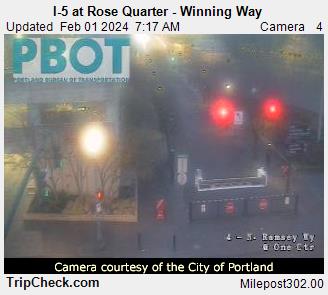 I-5 at Rose Quarter - Winning Way
Updated Feb 01 2024 7:17 AM Camera 4
PBOT
PORTLAND BUREAU OF TRANSPORTATION
4 - N. Ramsey Wy
@ One Ctr
Camera courtesy of the City of Portland
TripCheck.com Milepost302.00